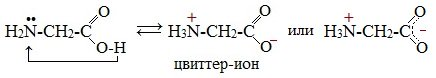 H₂N̈-CH₂-C(=O)O-H ⇌ H₃N⁺-CH₂-C(=O)O⁻ или H₃N⁺-CH₂-C(O)(O)⁻
цвиттер-ион